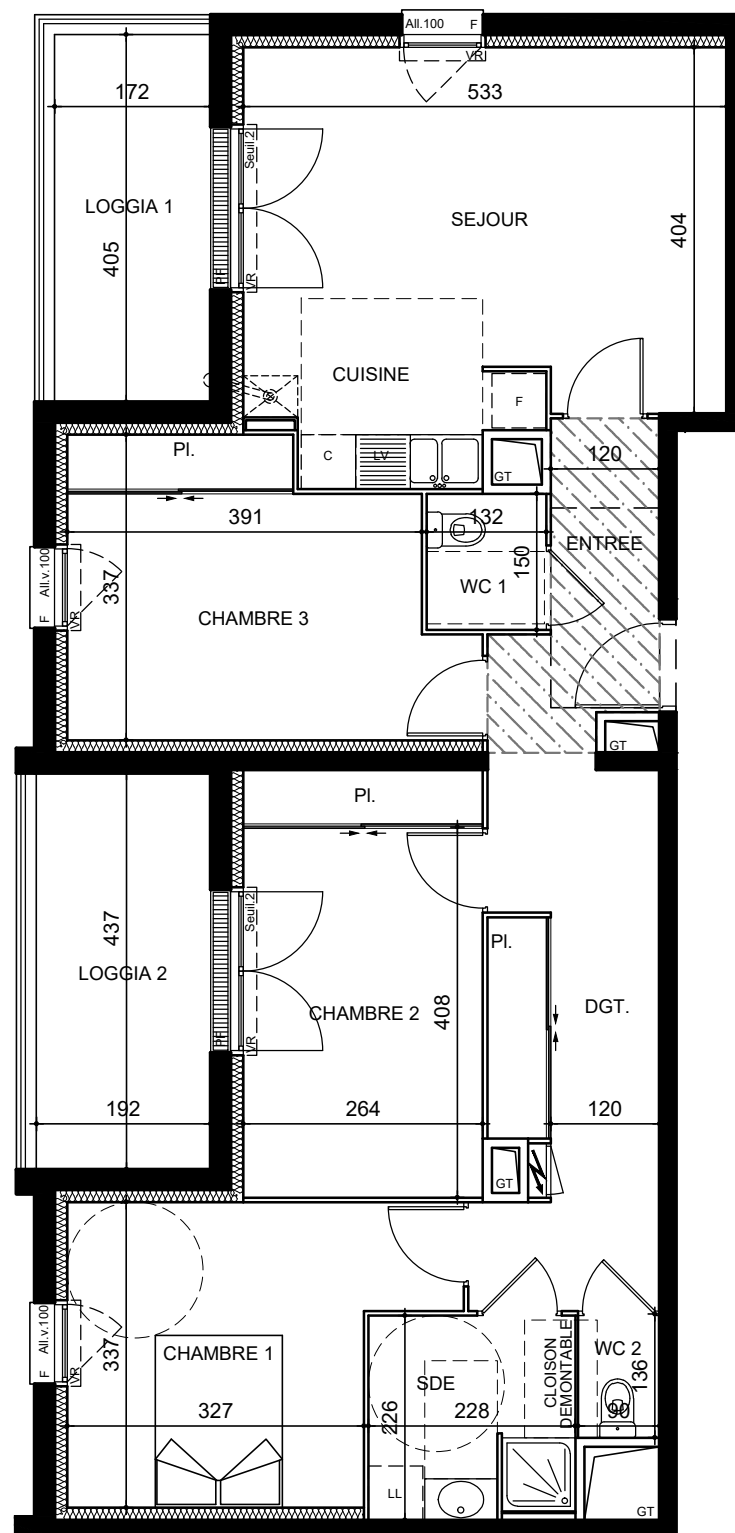 All.100 F
VR
172
533
Seuil.2
LOGGIA 1
SEJOUR
405
404
PF
VR
CUISINE
F
Pl.
C
LV
GT
120
391
132
ENTREE
All.v.100
F
VR
337
150
WC 1
CHAMBRE 3
GT
Pl.
437
Seuil.2
Pl.
LOGGIA 2
CHAMBRE 2
408
DGT.
PF
VR
192
264
120
GT
All.v.100
F
VR
337
CHAMBRE 1
SDE
CLOISON
DEMONTABLE
WC 2
136
327
226
228
90
LL
GT